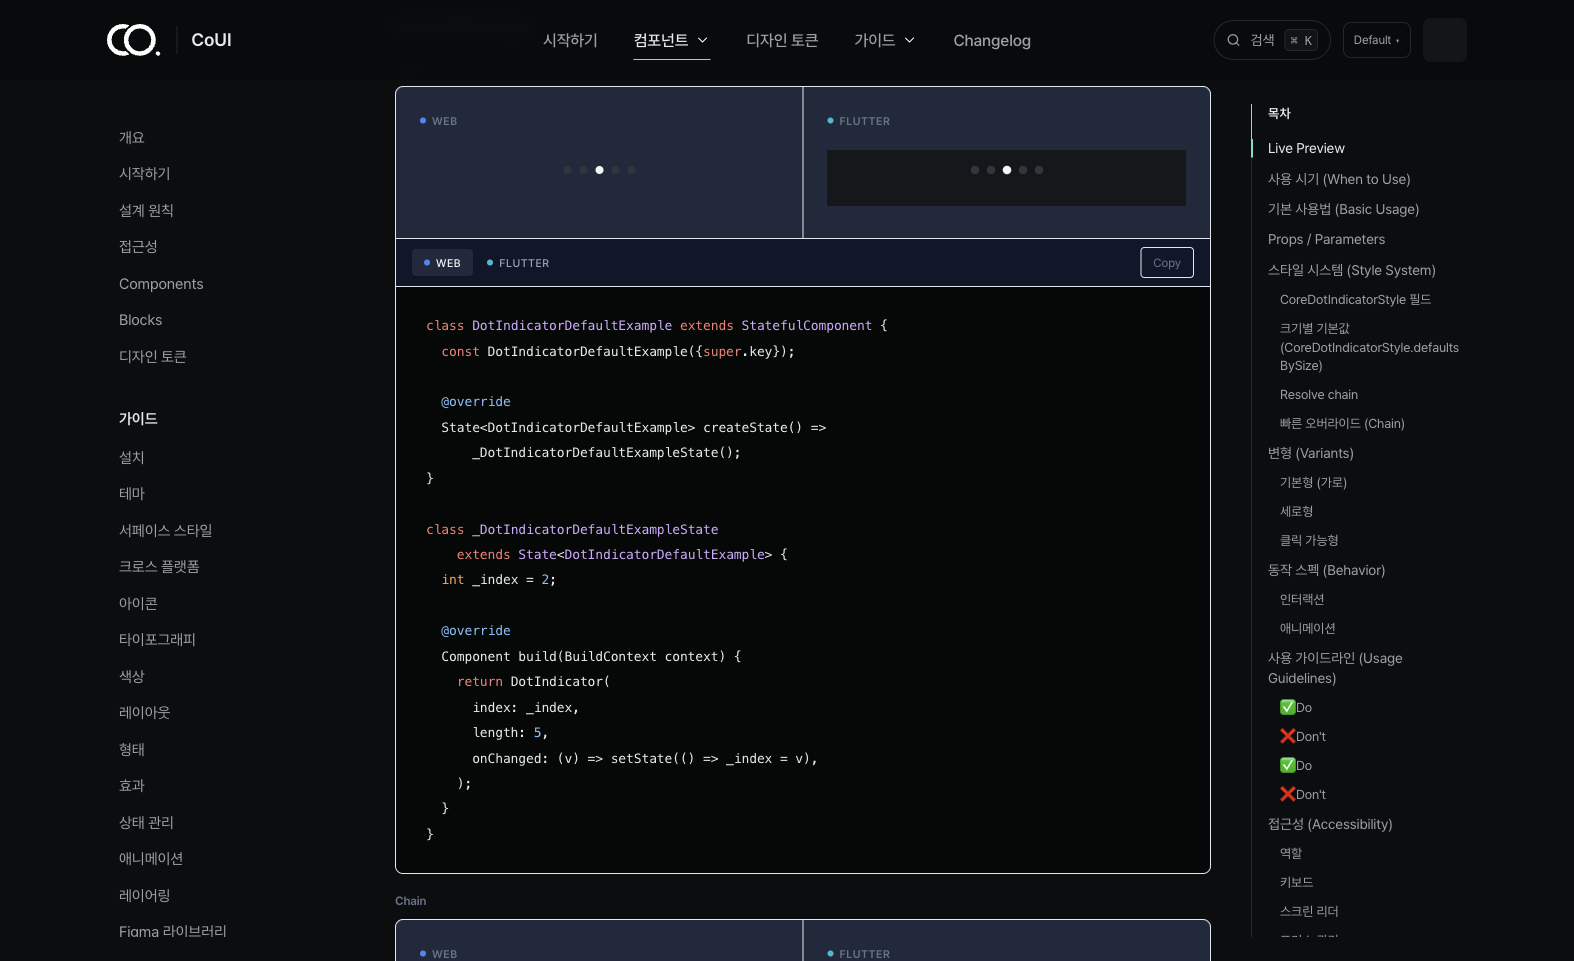 CO.
CoUI
시작하기
컴포넌트
디자인 토큰
가이드
Changelog
검색
⌘ K
Default
개요
시작하기
설계 원칙
접근성
Components
Blocks
디자인 토큰
가이드
설치
테마
서페이스 스타일
크로스 플랫폼
아이콘
타이포그래피
색상
레이아웃
형태
효과
상태 관리
애니메이션
레이어링
Figma 라이브러리
WEB
FLUTTER
WEB
FLUTTER
Copy
class DotIndicatorDefaultExample extends StatefulComponent {
  const DotIndicatorDefaultExample({super.key});

  @override
  State<DotIndicatorDefaultExample> createState() =>
      _DotIndicatorDefaultExampleState();
}

class _DotIndicatorDefaultExampleState
    extends State<DotIndicatorDefaultExample> {
  int _index = 2;

  @override
  Component build(BuildContext context) {
    return DotIndicator(
      index: _index,
      length: 5,
      onChanged: (v) => setState(() => _index = v),
    );
  }
}
Chain
WEB
FLUTTER
목차
Live Preview
사용 시기 (When to Use)
기본 사용법 (Basic Usage)
Props / Parameters
스타일 시스템 (Style System)
CoreDotIndicatorStyle 필드
크기별 기본값
(CoreDotIndicatorStyle.defaults
BySize)
Resolve chain
빠른 오버라이드 (Chain)
변형 (Variants)
기본형 (가로)
세로형
클릭 가능형
동작 스펙 (Behavior)
인터랙션
애니메이션
사용 가이드라인 (Usage
Guidelines)
✅Do
❌Don't
✅Do
❌Don't
접근성 (Accessibility)
역할
키보드
스크린 리더